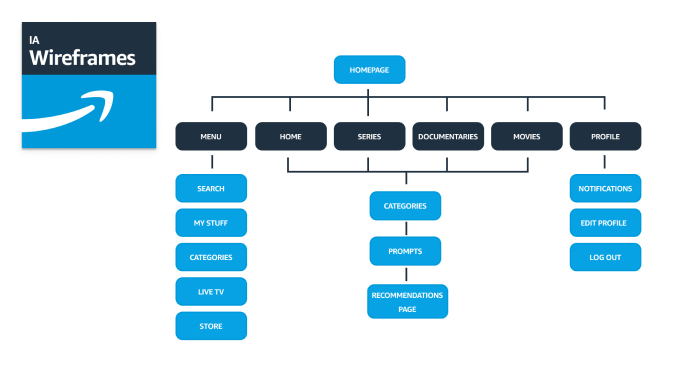 IA
Wireframes
HOMEPAGE
MENU
HOME
SERIES
DOCUMENTARIES
MOVIES
PROFILE
SEARCH
MY STUFF
CATEGORIES
LIVE TV
STORE
CATEGORIES
PROMPTS
RECOMMENDATIONS
PAGE
NOTIFICATIONS
EDIT PROFILE
LOG OUT